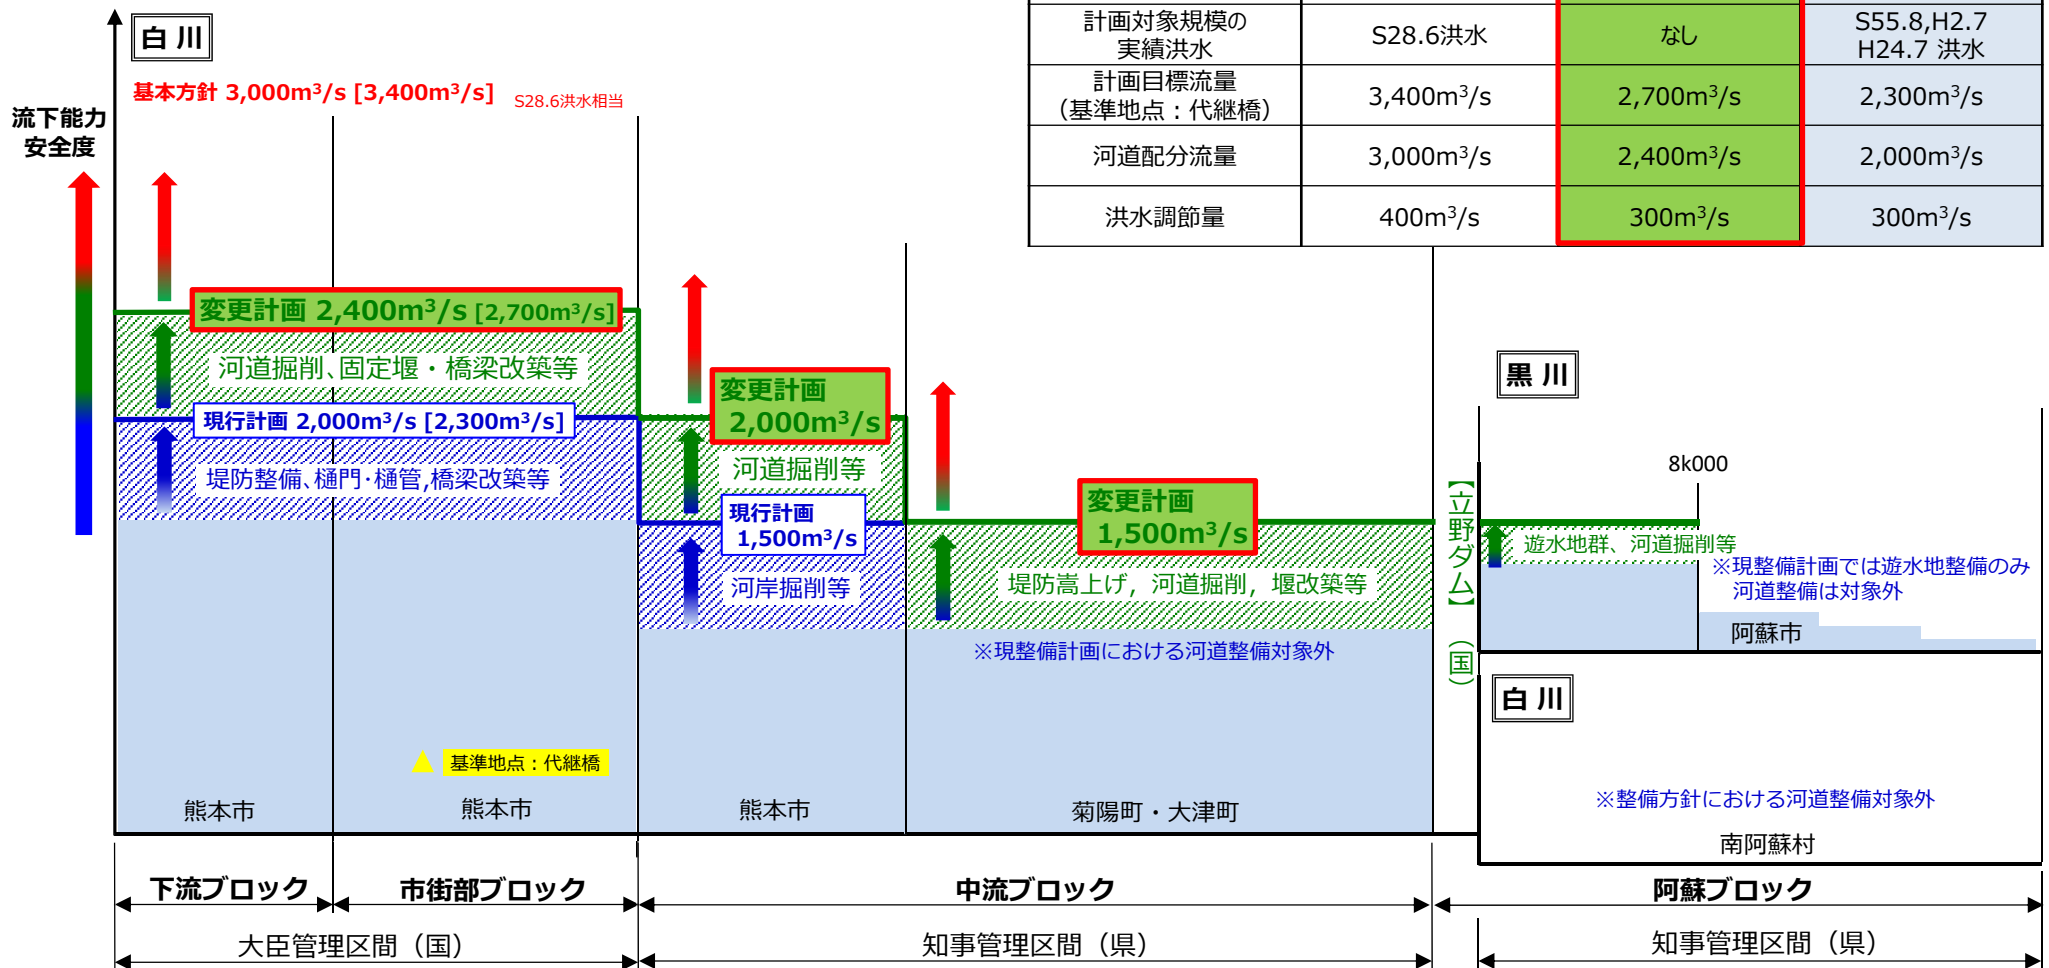 白 川
基本方針 3,000m³/s [3,400m³/s] S28.6洪水相当
流下能力
安全度
計画対象規模の
実績洪水
S28.6洪水
なし
S55.8,H2.7
H24.7 洪水
計画目標流量
（基準地点：代継橋）
3,400m³/s
2,700m³/s
2,300m³/s
河道配分流量
3,000m³/s
2,400m³/s
2,000m³/s
洪水調節量
400m³/s
300m³/s
300m³/s
変更計画 2,400m³/s [2,700m³/s]
河道掘削、固定堰・橋梁改築等
現行計画 2,000m³/s [2,300m³/s]
堤防整備、樋門・樋管,橋梁改築等
変更計画
2,000m³/s
河道掘削等
現行計画
1,500m³/s
河岸掘削等
変更計画
1,500m³/s
堤防嵩上げ，河道掘削，堰改築等
※現整備計画における河道整備対象外
【立野ダム】（国）
黒 川
8k000
遊水地群、河道掘削等
※現整備計画では遊水地整備のみ
河道整備は対象外
阿蘇市
白 川
※整備方針における河道整備対象外
南阿蘇村
基準地点：代継橋
熊本市
熊本市
熊本市
菊陽町・大津町
下流ブロック
市街部ブロック
中流ブロック
阿蘇ブロック
大臣管理区間（国）
知事管理区間（県）
知事管理区間（県）